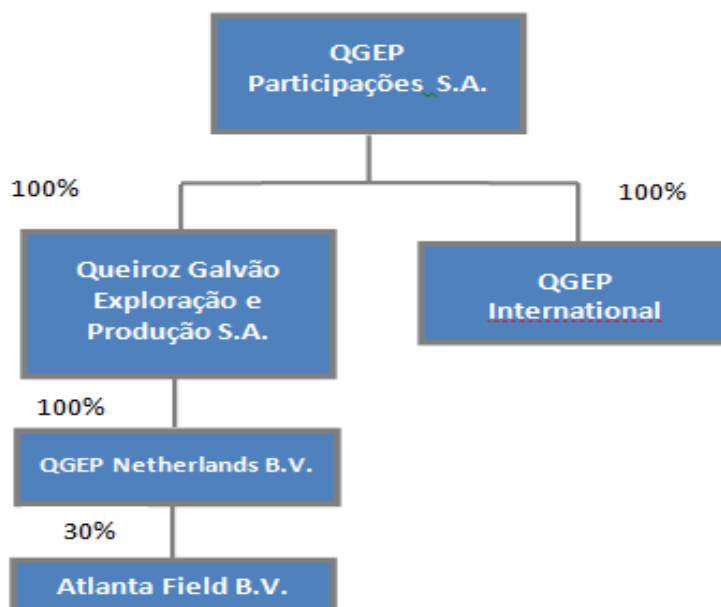 QGEP
Participações S.A.
100%
100%
Queiroz Galvão
Exploração e
Produção S.A.
QGEP
International
100%
QGEP Netherlands B.V.
30%
Atlanta Field B.V.